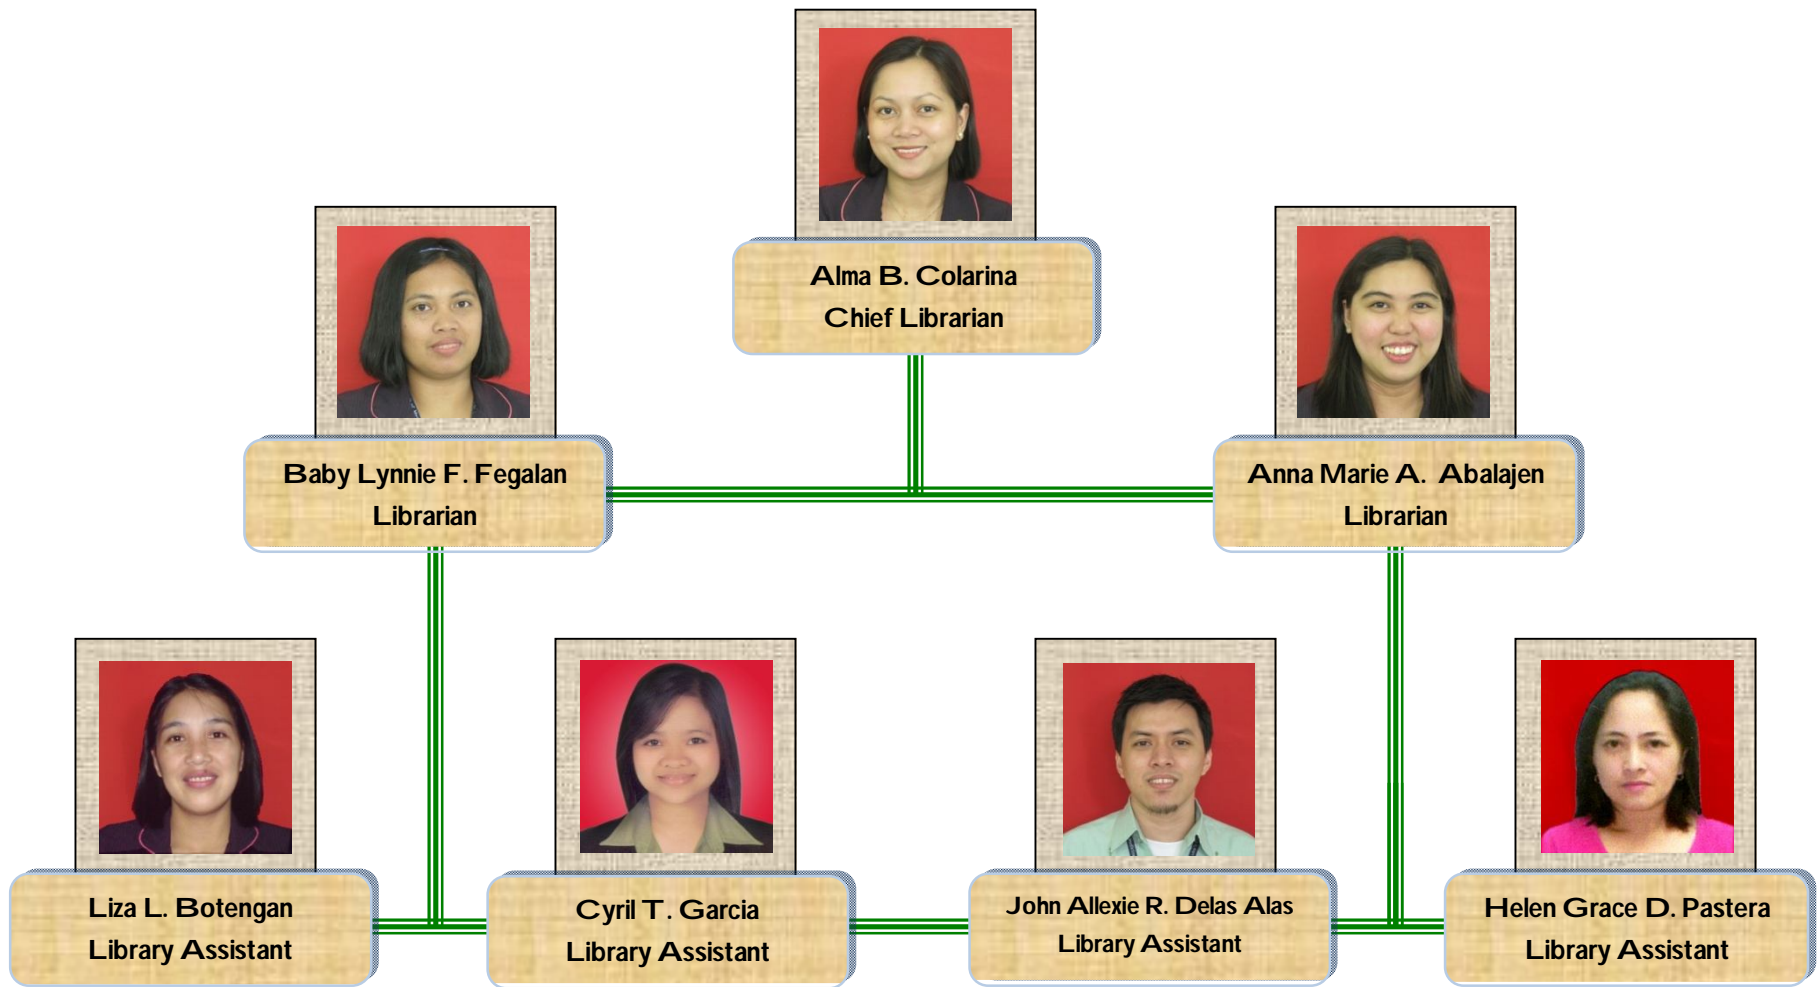 Alma B. Colarina
Chief Librarian
Baby Lynnie F. Fegalan
Librarian
Anna Marie A. Abalajen
Librarian
Liza L. Botengan
Library Assistant
Cyril T. Garcia
Library Assistant
John Allexie R. Delas Alas
Library Assistant
Helen Grace D. Pastera
Library Assistant